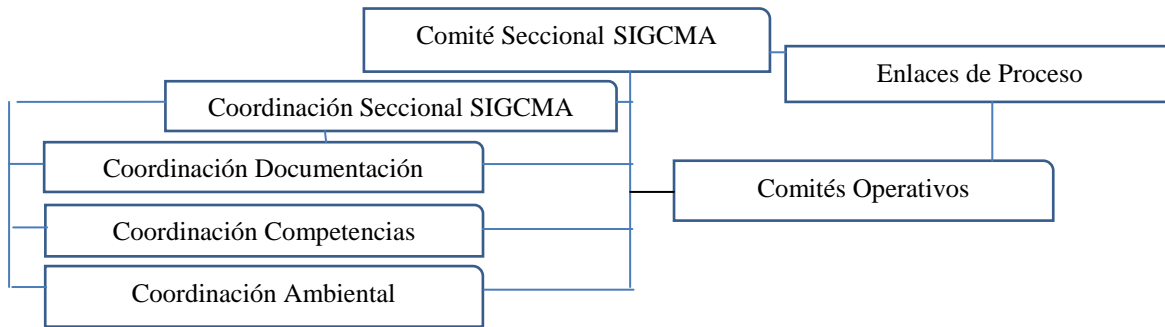 Comité Seccional SIGCMA
Enlaces de Proceso
Coordinación Seccional SIGCMA
Coordinación Documentación
Comités Operativos
Coordinación Competencias
Coordinación Ambiental